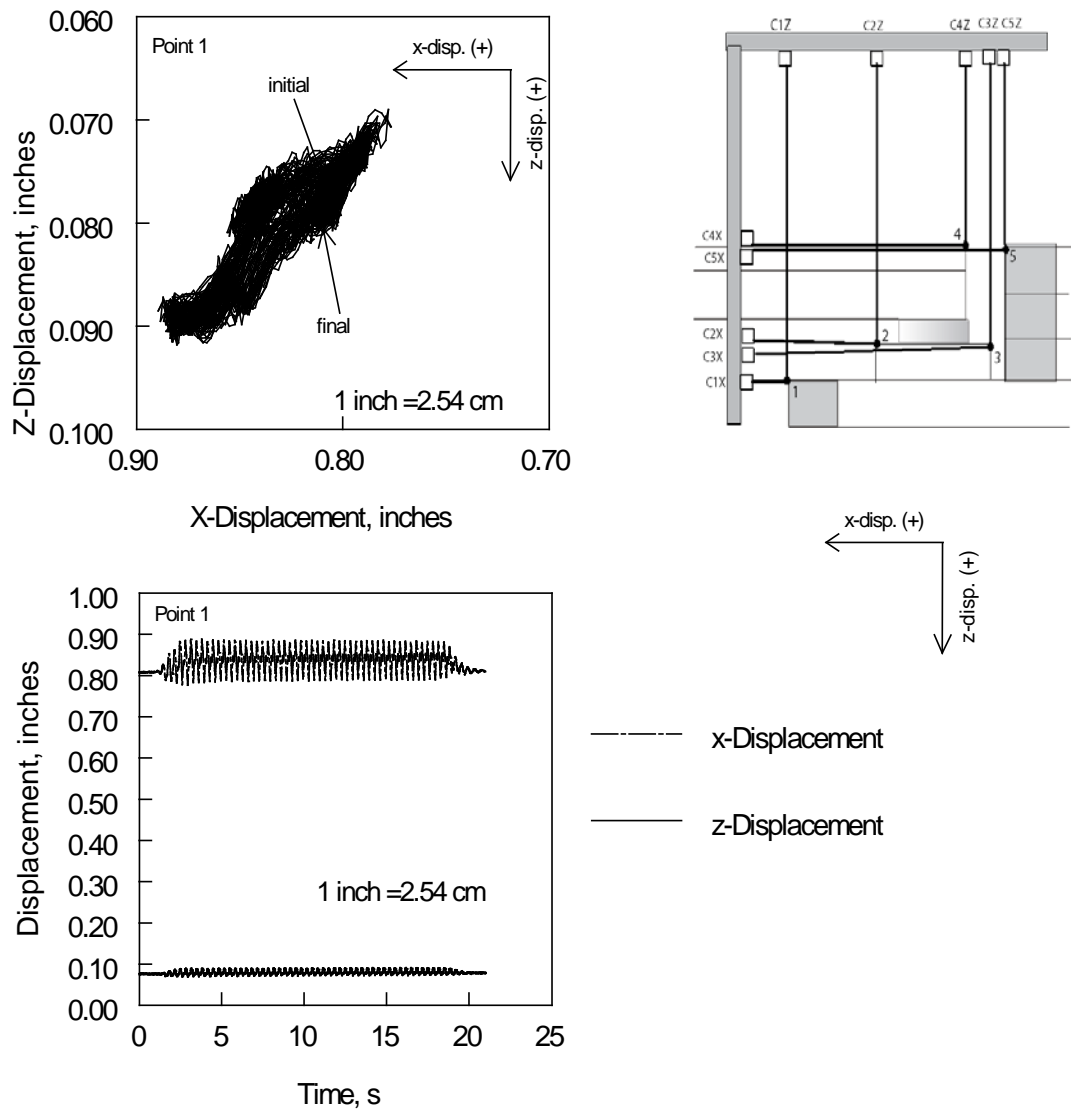 Point 1
x-disp. (+)
z-disp. (+)
initial
final
1 inch =2.54 cm
0.060
0.070
0.080
0.090
0.100
Z-Displacement, inches
0.90
0.80
0.70
X-Displacement, inches
C1Z
C2Z
C4Z
C3Z
C5Z
C4X
C5X
C2X
C3X
C1X
4
5
2
3
1
x-disp. (+)
z-disp. (+)
Point 1
1.00
0.90
0.80
0.70
0.60
0.50
0.40
0.30
0.20
0.10
0.00
Displacement, inches
1 inch =2.54 cm
0
5
10
15
20
25
Time, s
x-Displacement
z-Displacement